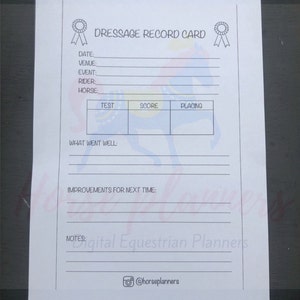 DRESSAGE RECORD CARD
DATE:
VENUE:
EVENT:
RIDER:
HORSE:
TEST SCORE PLACING
WHAT WENT WELL:
Horse planners
IMPROVEMENTS FOR NEXT TIME:
NOTES:
Digital Equestrian Planners
@horseplanners